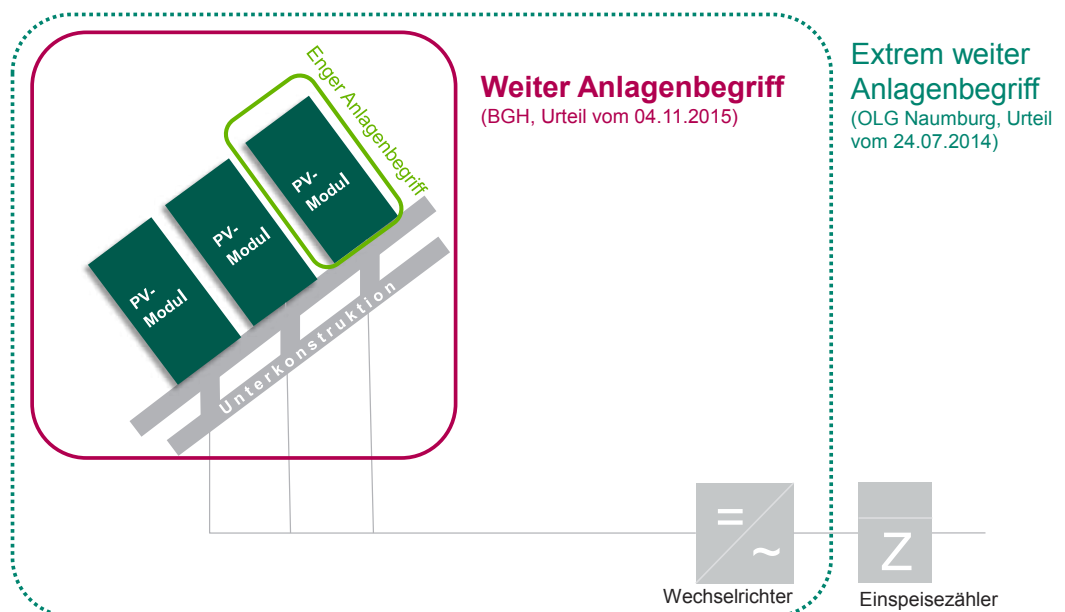 Enger Anlagenbegriff
Weiter Anlagenbegriff
(BGH, Urteil vom 04.11.2015)
Extrem weiter
Anlagenbegriff
(OLG Naumburg, Urteil
vom 24.07.2014)
PV-
Modul
PV-
Modul
PV-
Modul
Unterkonstruktion
=
~
Z
Wechselrichter
Einspeisezähler